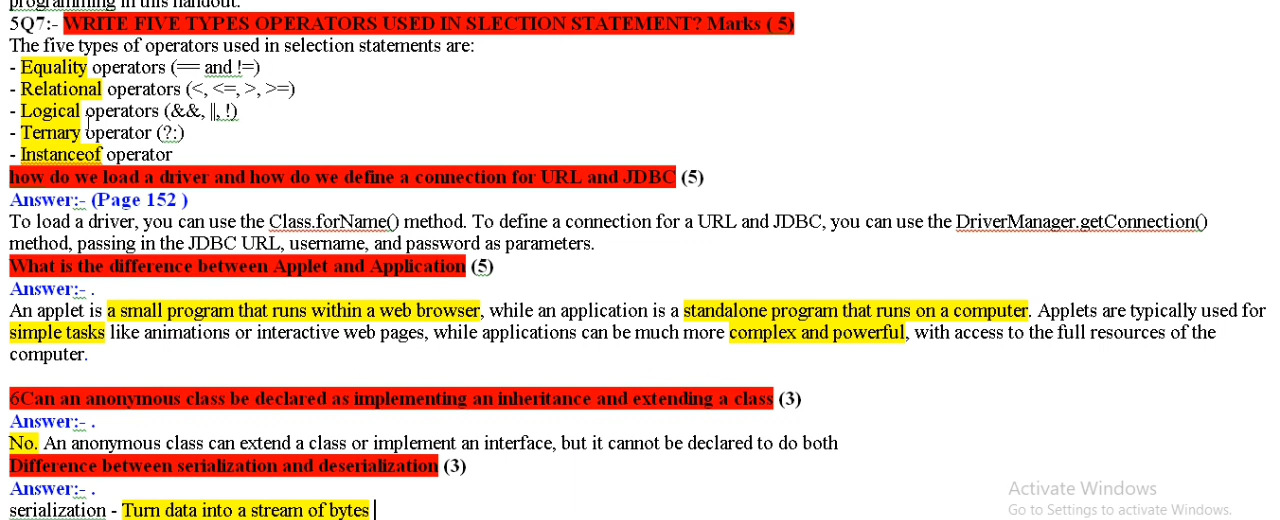 programming in this handout.
5Q7:- WRITE FIVE TYPES OPERATORS USED IN SLECTION STATEMENT? Marks ( 5)
The five types of operators used in selection statements are:
- Equality operators (== and !=)
- Relational operators (<, <=, >, >=)
- Logical operators (&&, ||, !)
- Ternary operator (?:)
- Instanceof operator
how do we load a driver and how do we define a connection for URL and JDBC (5)
Answer:- (Page 152 )
To load a driver, you can use the Class.forName() method. To define a connection for a URL and JDBC, you can use the DriverManager.getConnection()
method, passing in the JDBC URL, username, and password as parameters.
What is the difference between Applet and Application (5)
Answer:- .
An applet is a small program that runs within a web browser, while an application is a standalone program that runs on a computer. Applets are typically used for
simple tasks like animations or interactive web pages, while applications can be much more complex and powerful, with access to the full resources of the
computer.
6Can an anonymous class be declared as implementing an inheritance and extending a class (3)
Answer:- .
No. An anonymous class can extend a class or implement an interface, but it cannot be declared to do both
Difference between serialization and deserialization (3)
Answer:- .
serialization - Turn data into a stream of bytes
Activate Windows
Go to Settings to activate Windows.